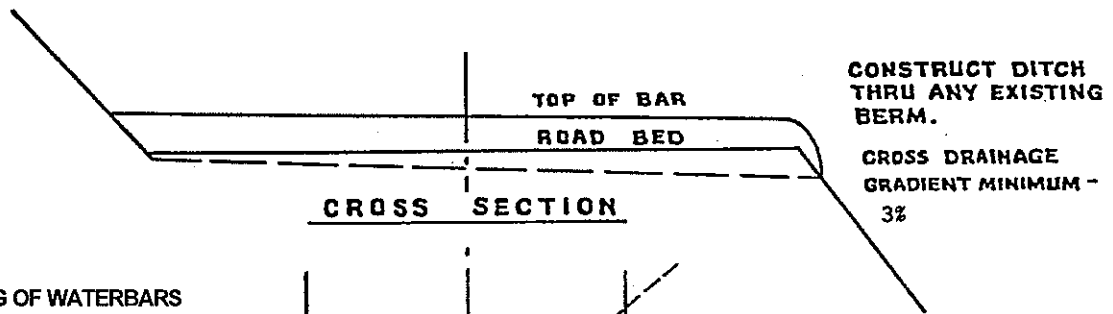 TOP OF BAR
ROAD BED
CROSS SECTION
CONSTRUCT DITCH
THRU ANY EXISTING
BERM.
CROSS DRAINAGE
GRADIENT MINIMUM -
3%
OF WATERBARS